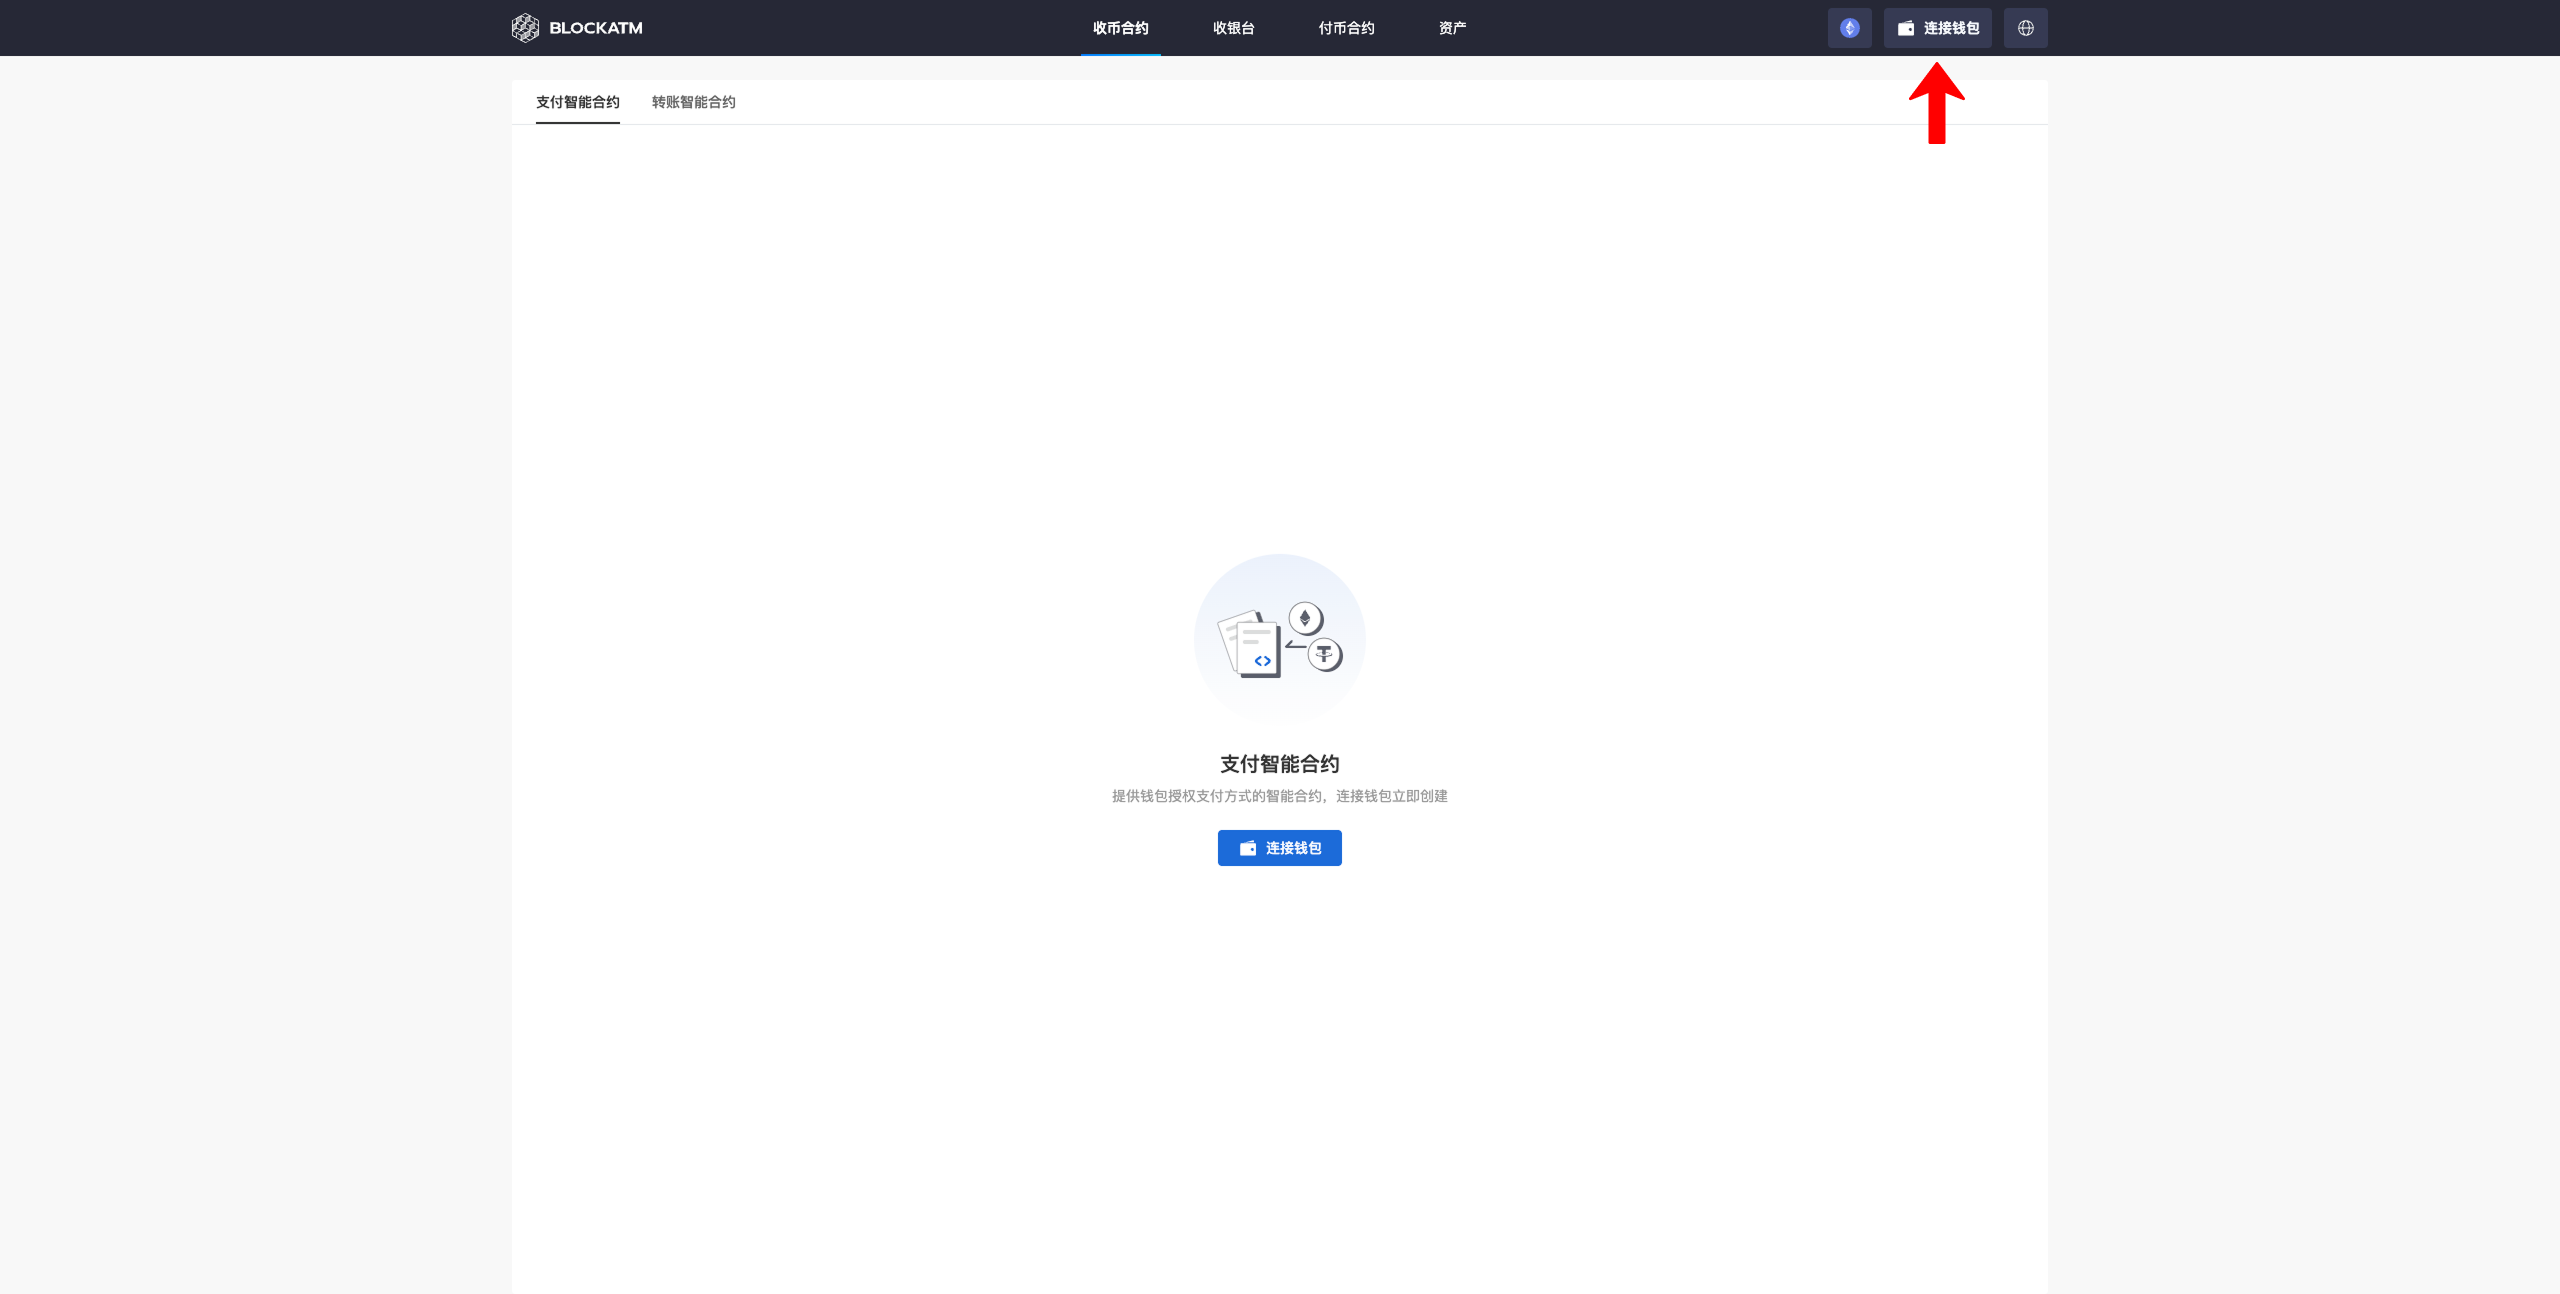 BLOCKATM
收币合约 收银台 付币合约 资产
连接钱包
支付智能合约 转账智能合约
支付智能合约
提供钱包授权支付方式的智能合约，连接钱包立即创建
连接钱包